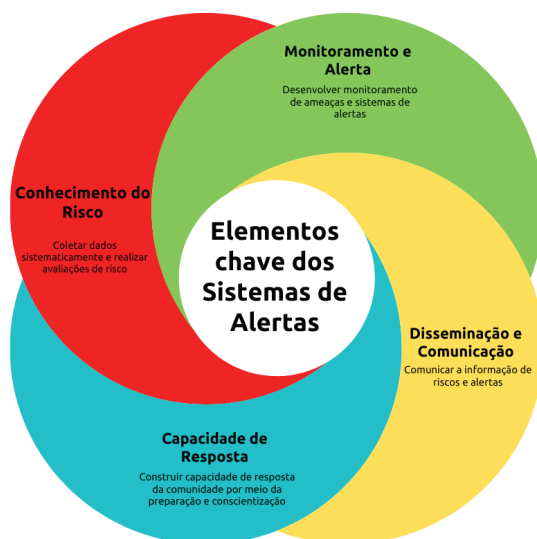 Monitoramento e
Alerta
Desenvolver monitoramento
de ameaças e sistemas de
alertas
Conhecimento do
Risco
Coletar dados
sistematicamente e realizar
avaliações de risco
Elementos
chave dos
Sistemas de
Alertas
Disseminação e
Comunicação
Comunicar a informação de
riscos e alertas
Capacidade de
Resposta
Construir capacidade de resposta
da comunidade por meio da
preparação e conscientização